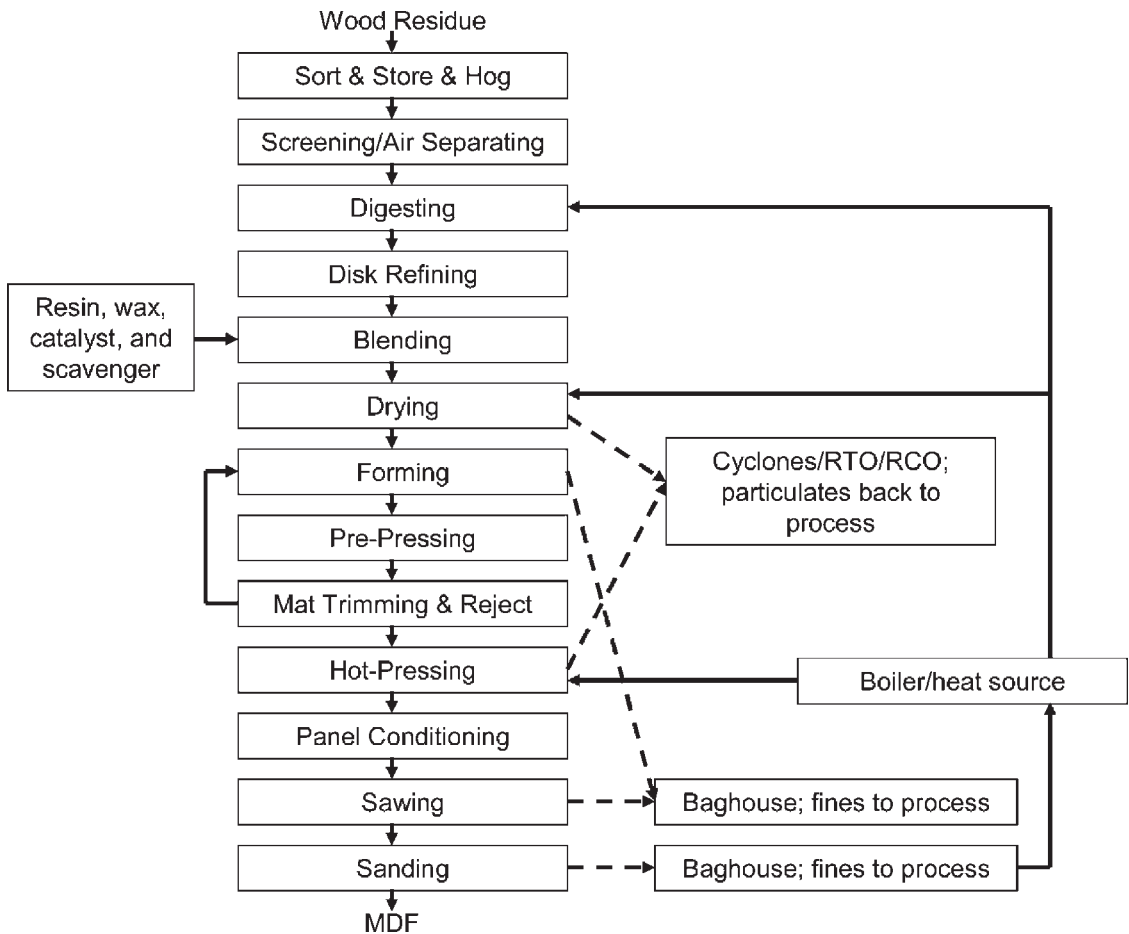 Wood Residue
Sort & Store & Hog
Screening/Air Separating
Digesting
Disk Refining
Resin, wax,
catalyst, and
scavenger
Blending
Drying
Forming
Cyclones/RTO/RCO;
particulates back to
process
Pre-Pressing
Mat Trimming & Reject
Hot-Pressing
Boiler/heat source
Panel Conditioning
Sawing
Baghouse; fines to process
Sanding
Baghouse; fines to process
MDF